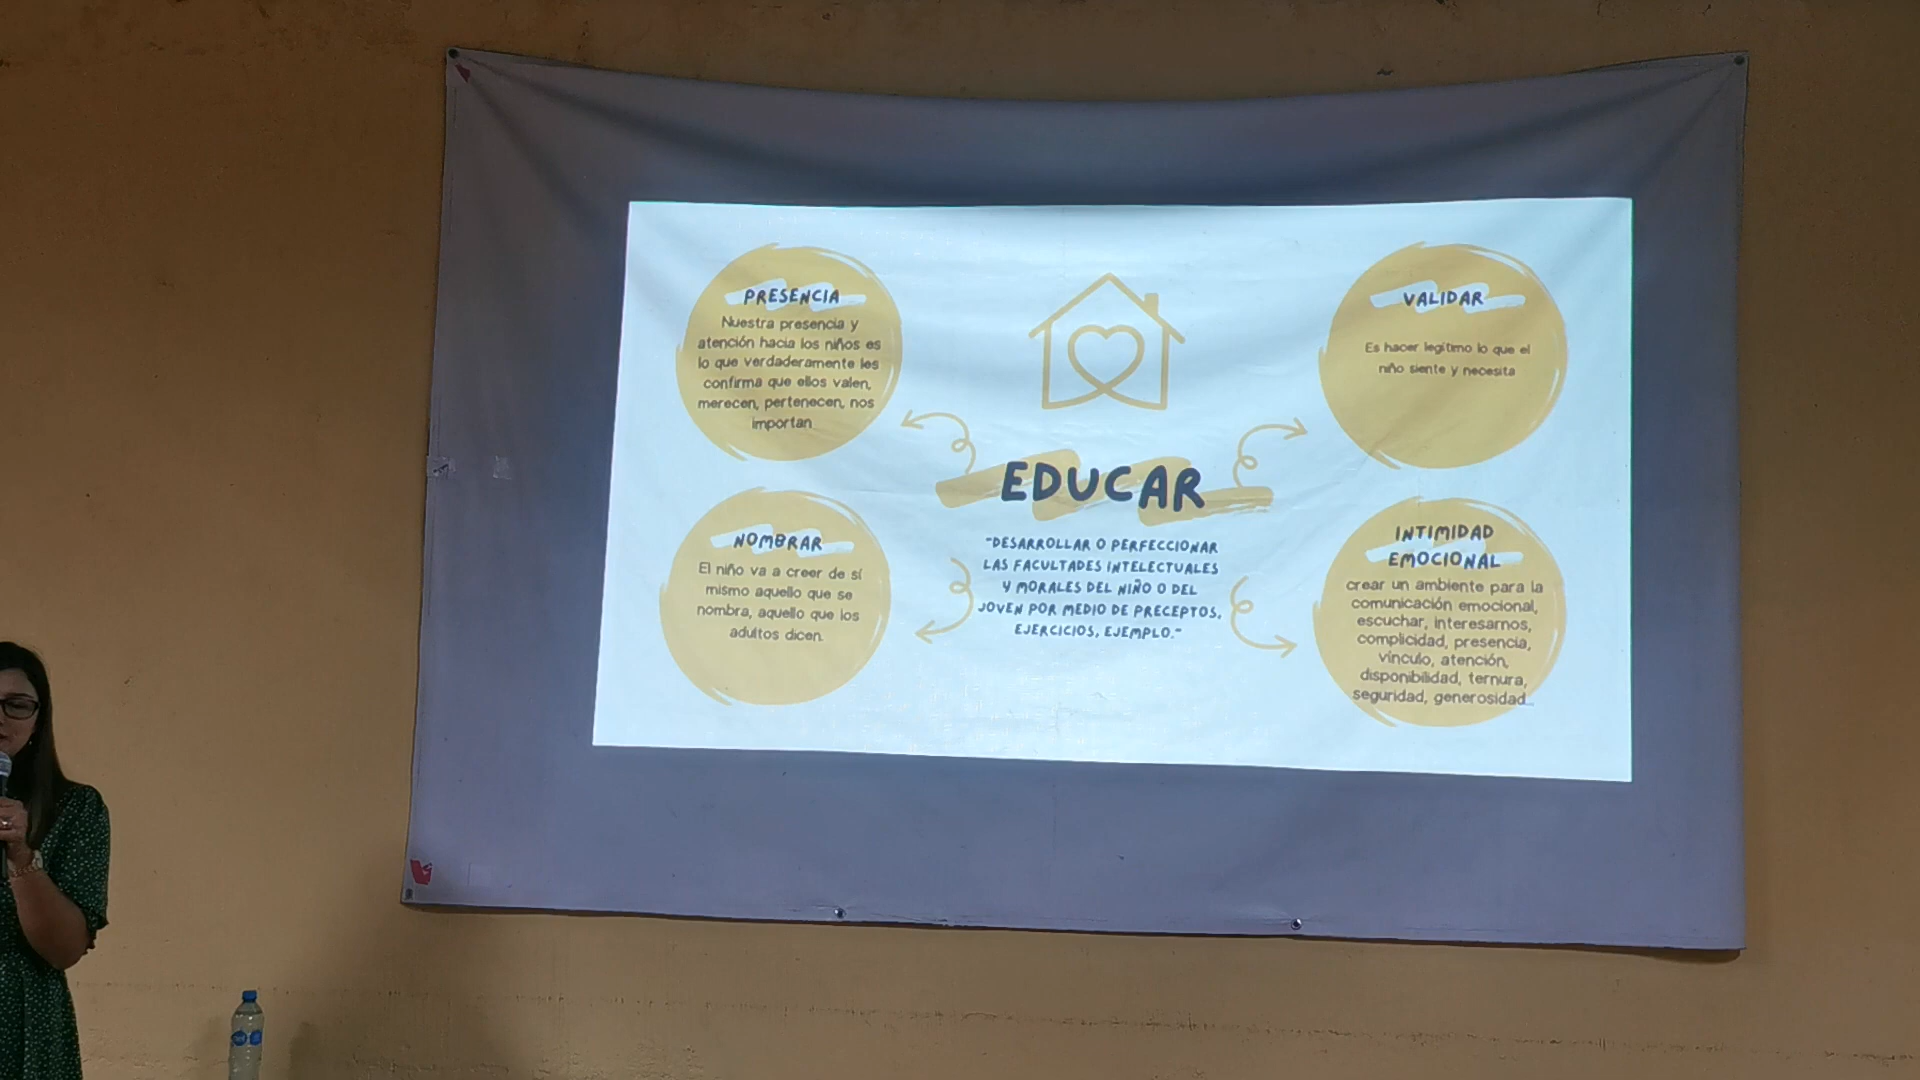 PRESENCIA
Nuestra presencia y
atención hacia los niños es
lo que verdaderamente les
confirma que ellos valen,
merecen, pertenecen, nos
importan
NOMBRAR
El niño va a creer de sí
mismo aquello que se
nombra, aquello que los
adultos dicen.
EDUCAR
"DESARROLLAR O PERFECCIONAR
LAS FACULTADES INTELECTUALES
Y MORALES DEL NIÑO O DEL
JOVEN POR MEDIO DE PRECEPTOS,
EJERCICIOS, EJEMPLO."
VALIDAR
Es hacer legítimo lo que el
niño siente y necesita
INTIMIDAD
EMOCIONAL
crear un ambiente para la
comunicación emocional,
escuchar, interesarnos,
complicidad, presencia,
vínculo, atención,
disponibilidad, ternura,
seguridad, generosidad...